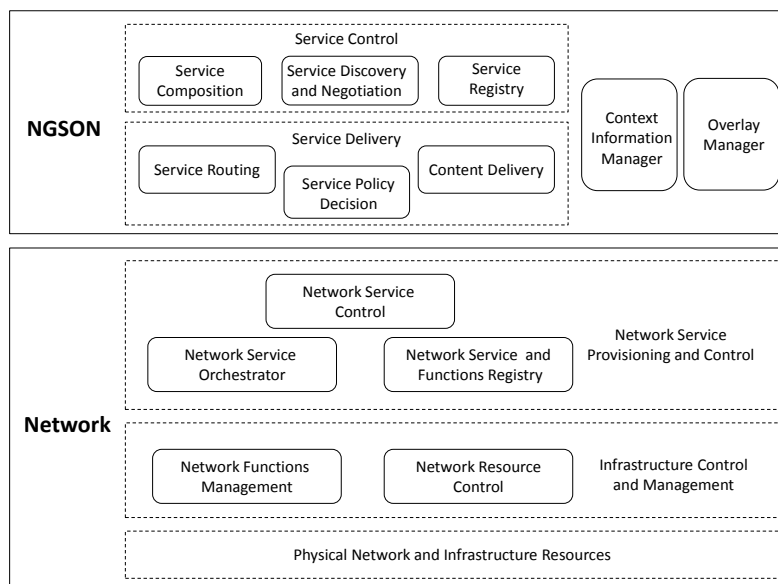 Service Control
Service
Composition
Service Discovery
and Negotiation
Service
Registry
NGSON
Service Delivery
Service Routing
Service Policy
Decision
Content Delivery
Context
Information
Manager
Overlay
Manager
Network
Network Service
Control
Network Service
Orchestrator
Network Service and
Functions Registry
Network Service
Provisioning and Control
Network Functions
Management
Network Resource
Control
Infrastructure Control
and Management
Physical Network and Infrastructure Resources